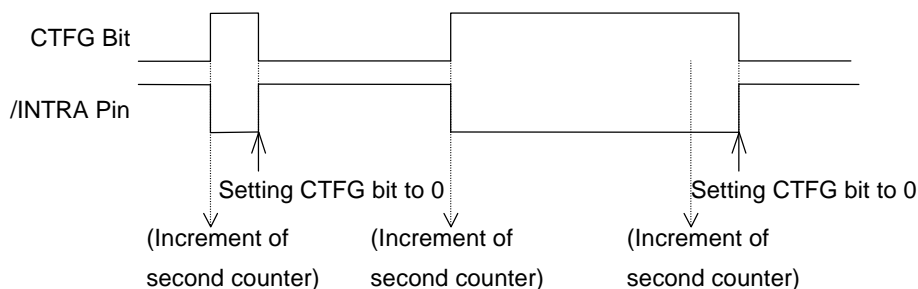 CTFG Bit
/INTRA Pin
Setting CTFG bit to 0
Setting CTFG bit to 0
(Increment of
second counter)
(Increment of
second counter)
(Increment of
second counter)